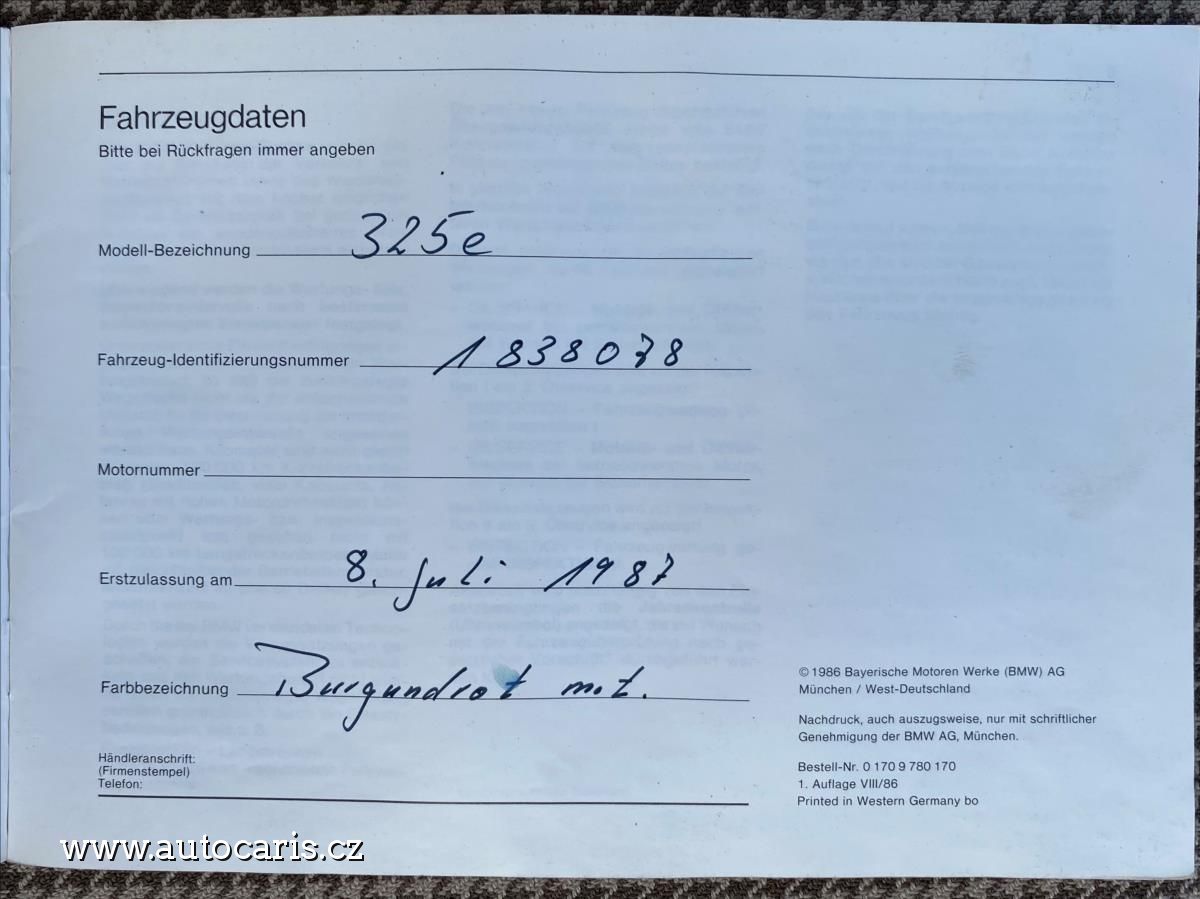 Fahrzeugdaten
Bitte bei Rückfragen immer angeben
Modell-Bezeichnung 325e
Fahrzeug-Identifizierungsnummer 1838078
Motornummer
Erstzulassung am 8. Juli 1987
Farbbezeichnung Burgundrot met.
Händleranschrift:
(Firmenstempel)
Telefon:
© 1986 Bayerische Motoren Werke (BMW) AG
München / West-Deutschland
Nachdruck, auch auszugsweise, nur mit schriftlicher
Genehmigung der BMW AG, München.
Bestell-Nr. 0 170 9 780 170
1. Auflage VIII/86
Printed in Western Germany bo
www.autocaris.cz